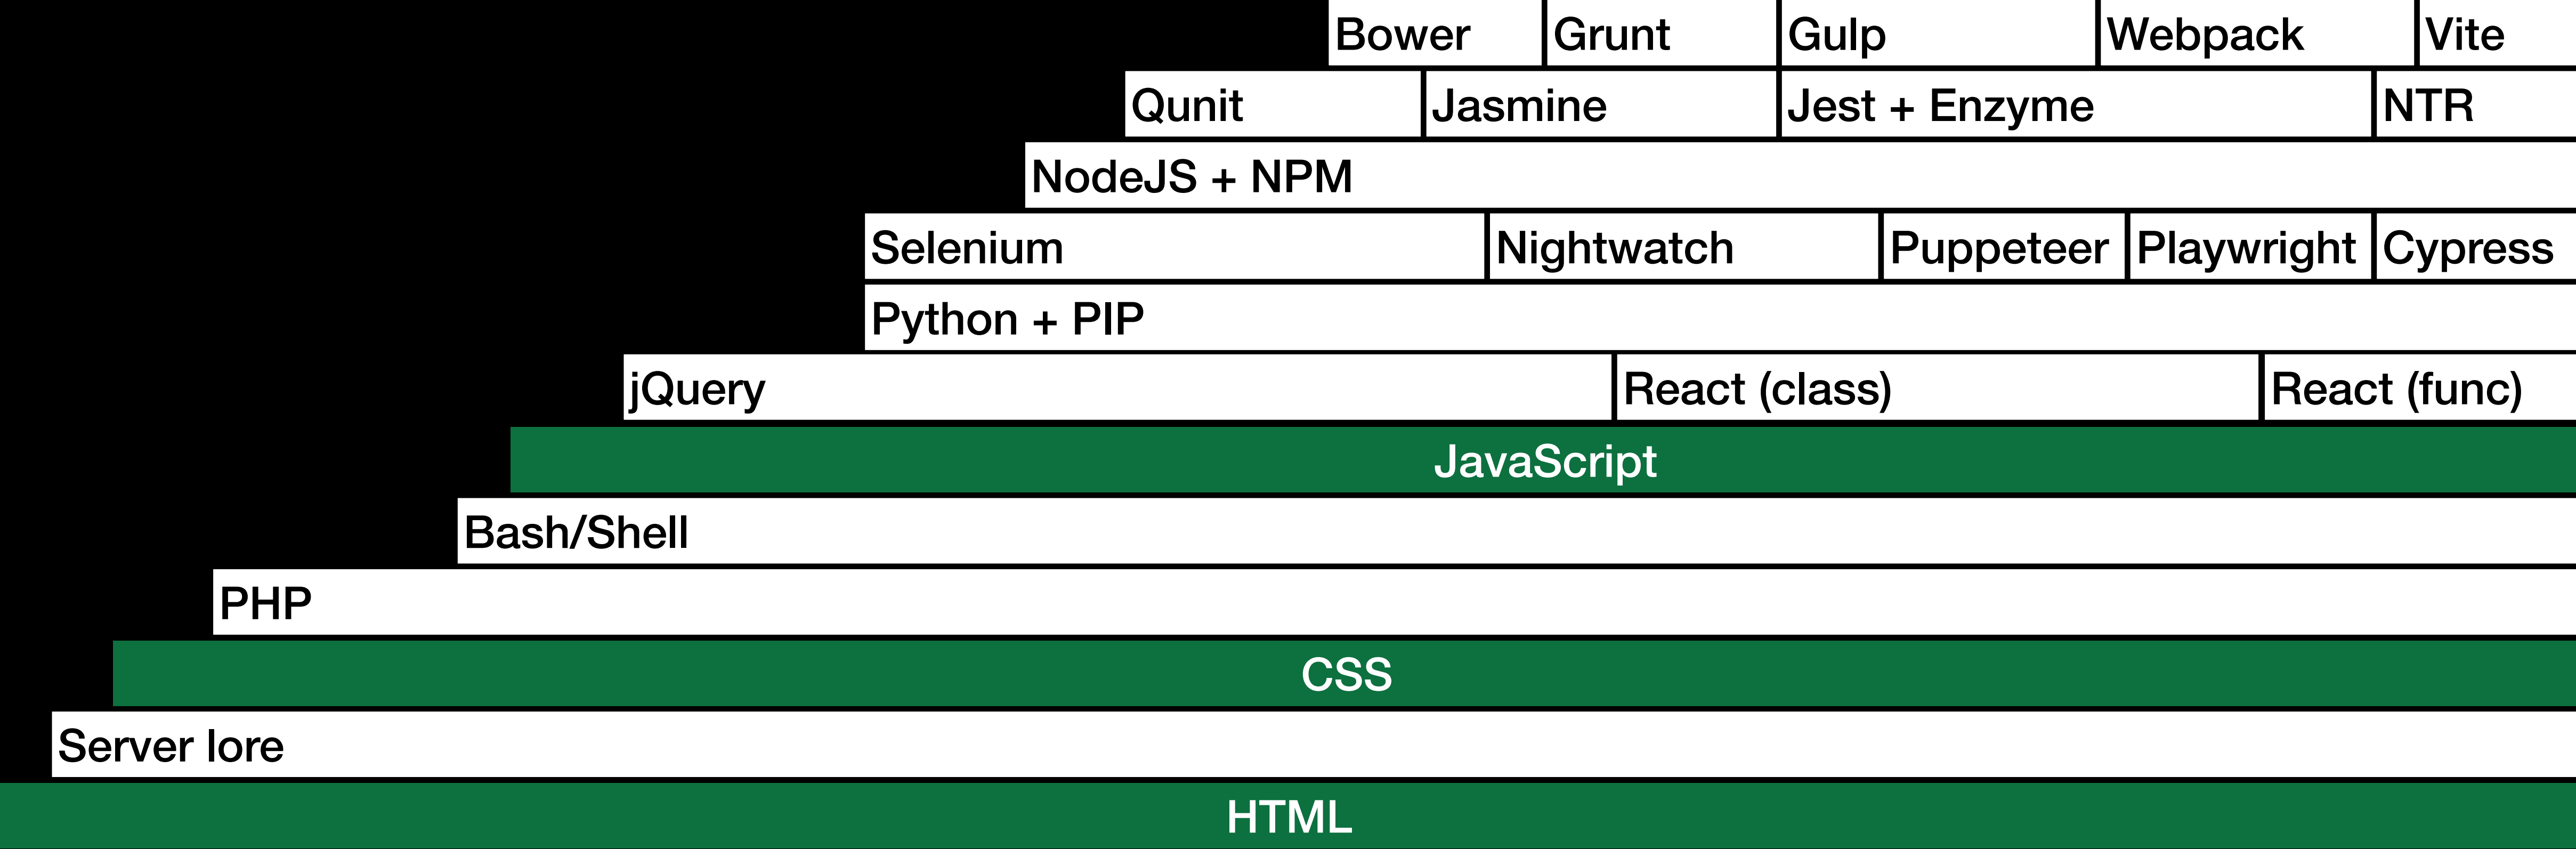 Bower Grunt Gulp Webpack Vite
Qunit Jasmine Jest + Enzyme NTR
NodeJS + NPM
Selenium Nightwatch Puppeteer Playwright Cypress
Python + PIP
jQuery React (class) React (func)
JavaScript
Bash/Shell
PHP
CSS
Server lore
HTML